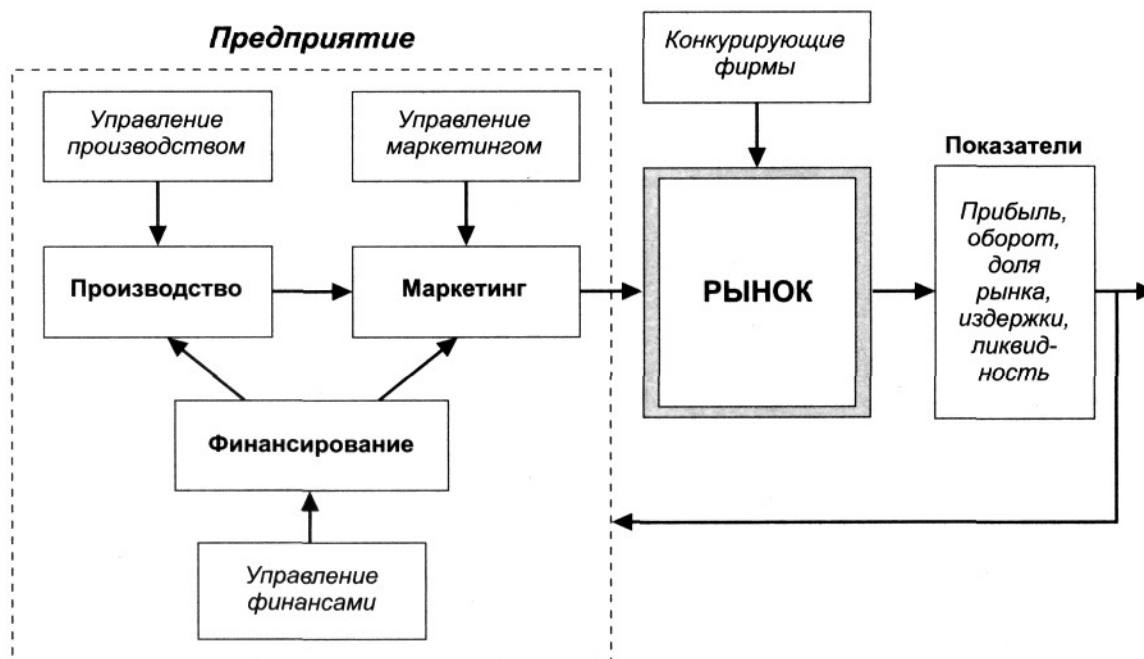 Предприятие
Конкурирующие
фирмы
Управление
производством
Управление
маркетингом
Показатели
Производство
Маркетинг
РЫНОК
Прибыль,
оборот,
доля
рынка,
издержки,
ликвид-
ность
Финансирование
Управление
финансами